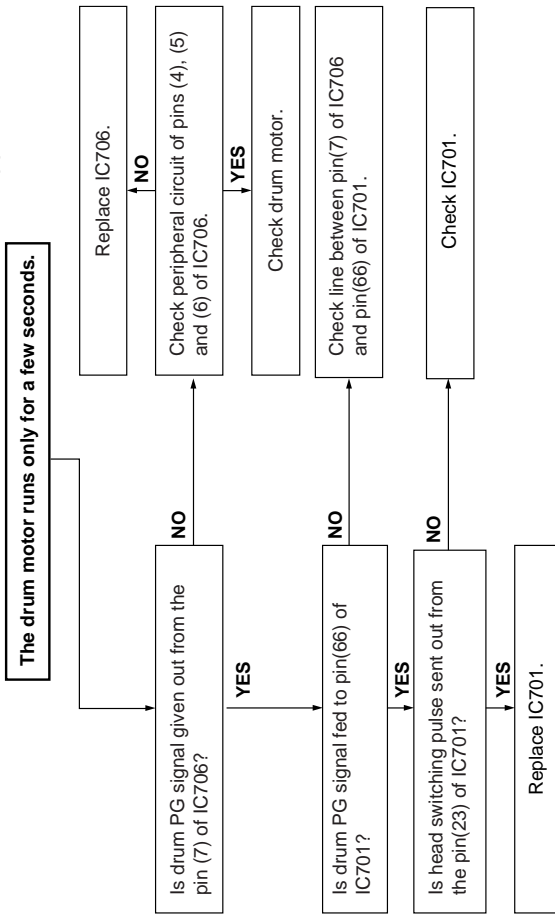 The drum motor runs only for a few seconds.
Is drum PG signal given out from the
pin (7) of IC706?
NO
Check peripheral circuit of pins (4), (5)
and (6) of IC706.
NO
Replace IC706.
YES
Check drum motor.
YES
Is drum PG signal fed to pin(66) of
IC701?
NO
Check line between pin(7) of IC706
and pin(66) of IC701.
YES
Is head switching pulse sent out from
the pin(23) of IC701?
NO
Check IC701.
YES
Replace IC701.